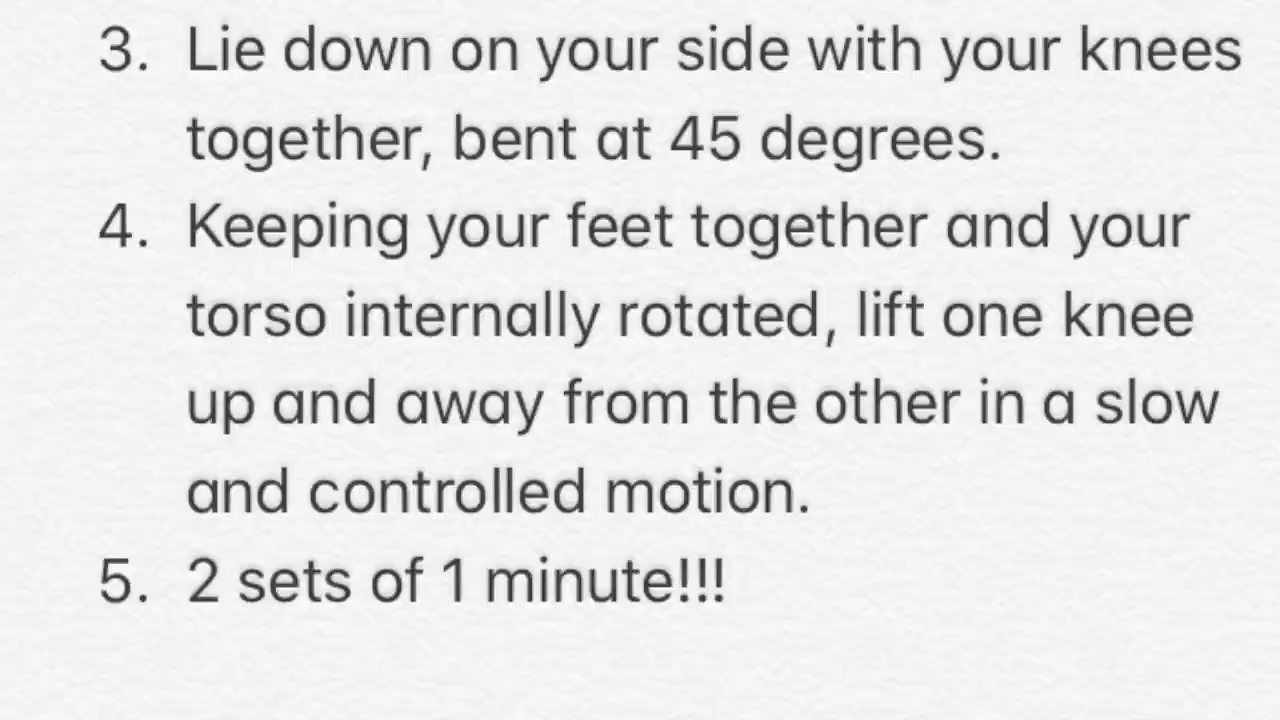 3. Lie down on your side with your knees
together, bent at 45 degrees.
4. Keeping your feet together and your
torso internally rotated, lift one knee
up and away from the other in a slow
and controlled motion.
5. 2 sets of 1 minute!!!